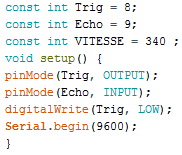 const int Trig = 8;
const int Echo = 9;
const int VITESSE = 340 ;
void setup() {
pinMode(Trig, OUTPUT);
pinMode(Echo, INPUT);
digitalWrite(Trig, LOW);
Serial.begin(9600);
}